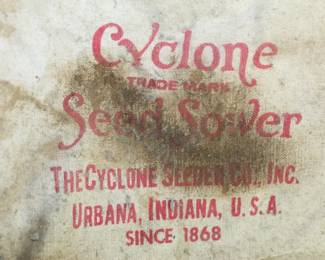 Cyclone
TRADE MARK
Seed Sower
THE CYCLONE SEEDER CO., INC.
URBANA, INDIANA, U.S.A.
SINCE 1868